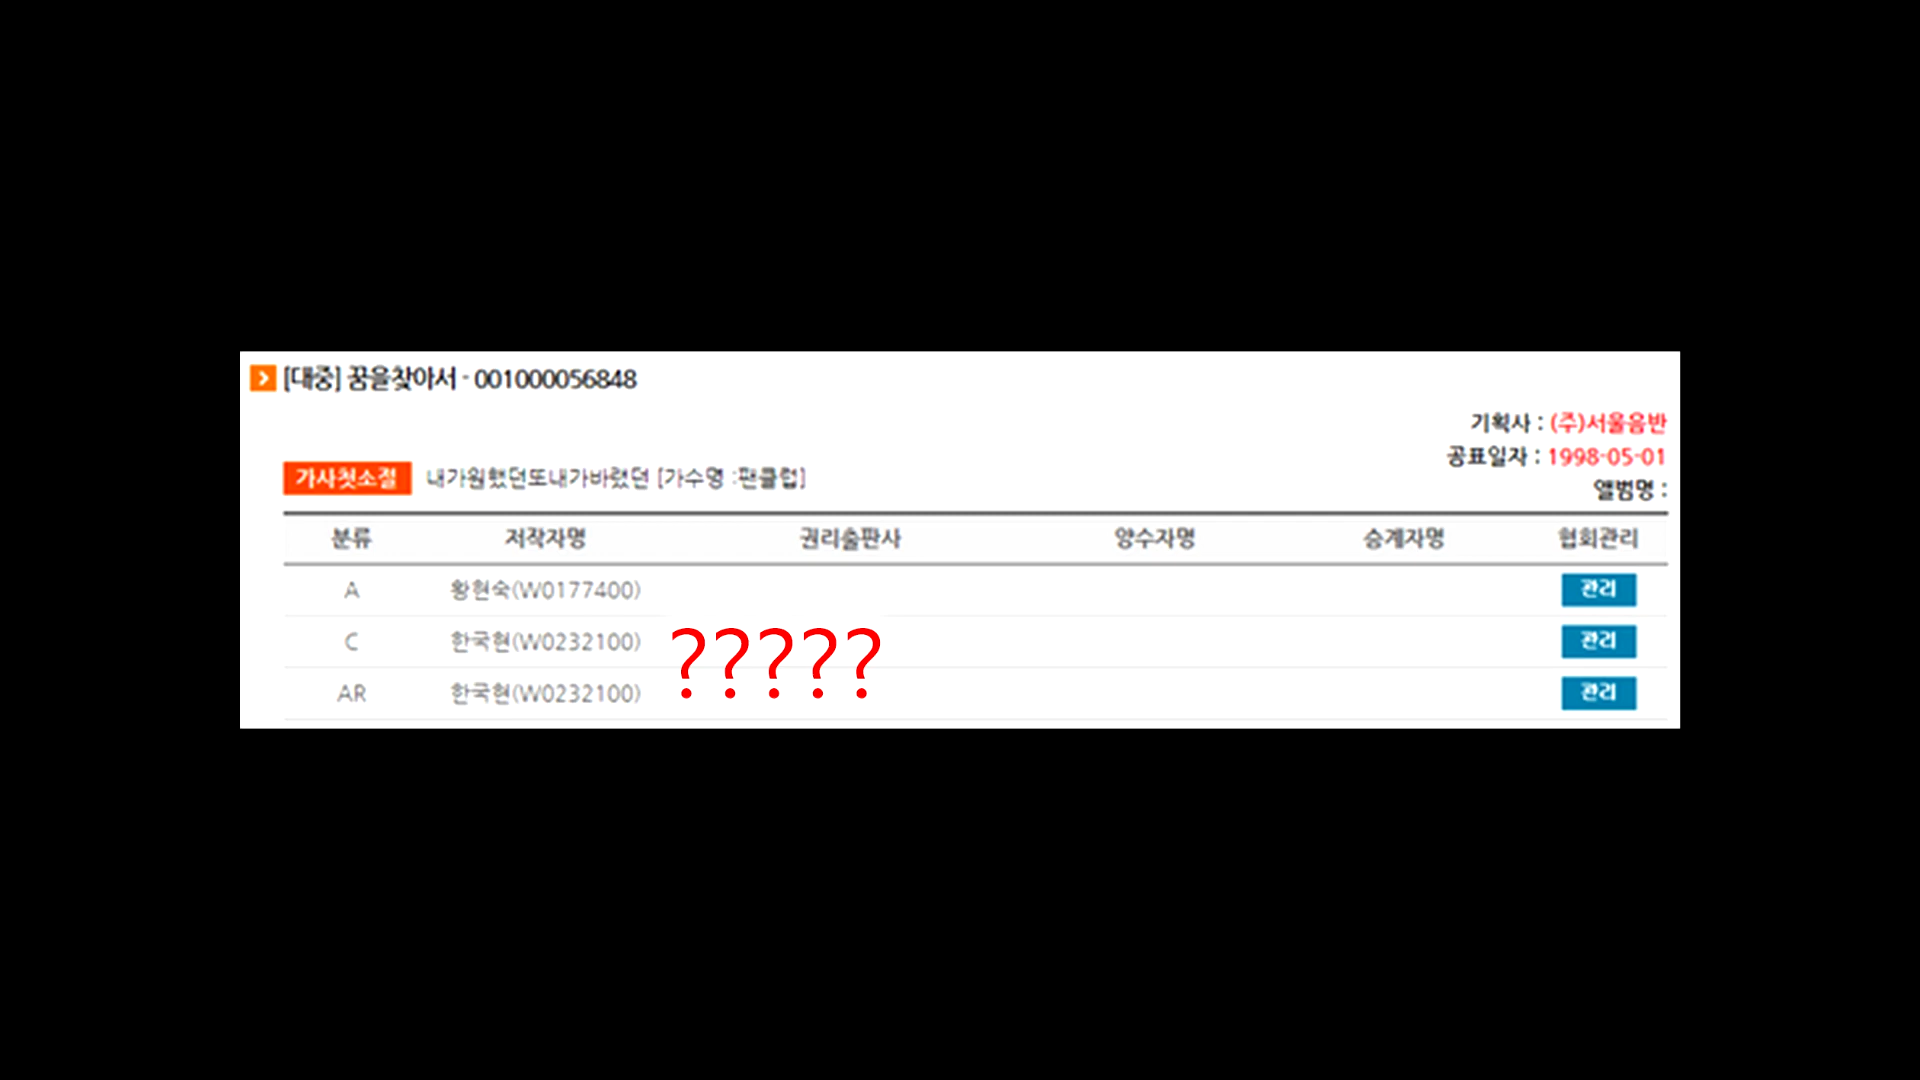 [대중] 꿈을찾아서 - 001000056848
기획사 : (주)서울음반
공표일자 : 1998-05-01
앨범명 :
가사첫소절 내가원했던또내가바랬던 [가수명 :팬클럽]
분류 저작자명 권리출판사 양수자명 승계자명 협회관리
A 황현숙(W0177400) 관리
C 한국현(W0232100) 관리
?????
AR 한국현(W0232100) 관리